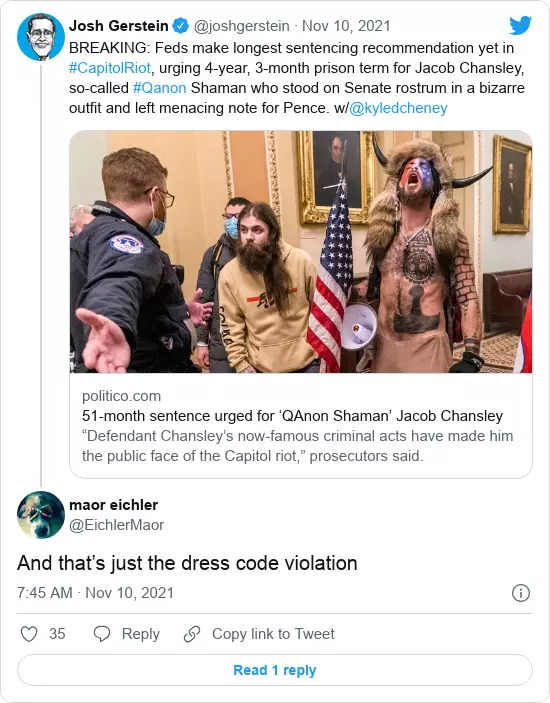 Josh Gerstein @joshgerstein · Nov 10, 2021
BREAKING: Feds make longest sentencing recommendation yet in
#CapitolRiot, urging 4-year, 3-month prison term for Jacob Chansley,
so-called #Qanon Shaman who stood on Senate rostrum in a bizarre
outfit and left menacing note for Pence. w/@kyledcheney
politico.com
51-month sentence urged for ‘QAnon Shaman’ Jacob Chansley
“Defendant Chansley’s now-famous criminal acts have made him
the public face of the Capitol riot,” prosecutors said.
maor eichler
@EichlerMaor
And that’s just the dress code violation
7:45 AM · Nov 10, 2021
35 Reply Copy link to Tweet
Read 1 reply